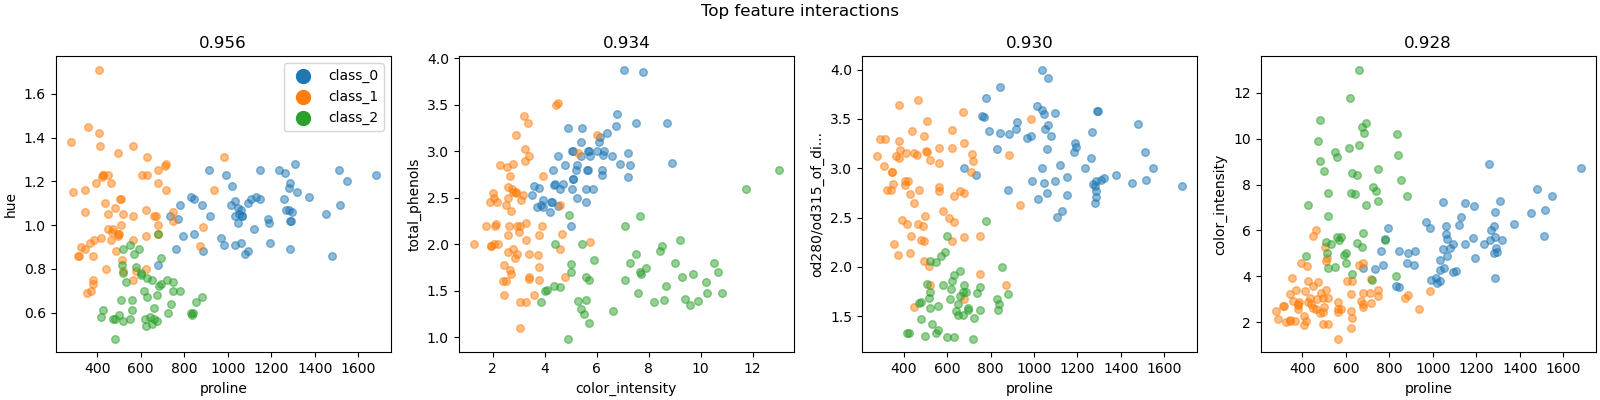 Top feature interactions
0.956
hue
1.6
1.4
1.2
1.0
0.8
0.6
class_0
class_1
class_2
400 600 800 1000 1200 1400 1600
proline
0.934
total_phenols
4.0
3.5
3.0
2.5
2.0
1.5
1.0
2 4 6 8 10 12
color_intensity
0.930
od280/od315_of_di...
4.0
3.5
3.0
2.5
2.0
1.5
400 600 800 1000 1200 1400 1600
proline
0.928
color_intensity
12
10
8
6
4
2
400 600 800 1000 1200 1400 1600
proline